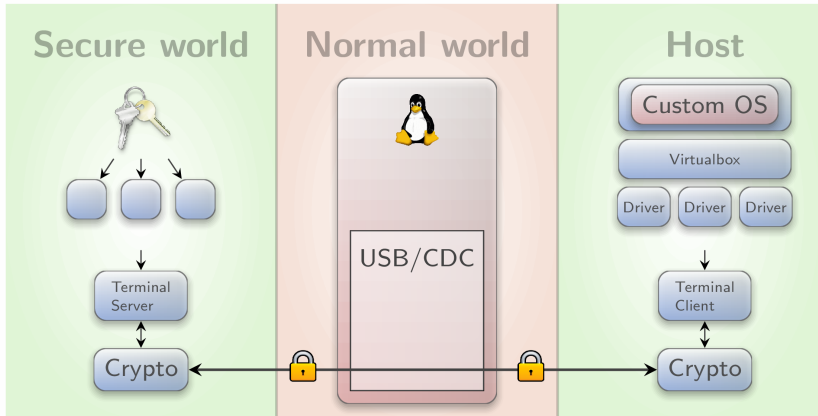 Secure world
Normal world
Host
Custom OS
Virtualbox
Driver
Driver
Driver
USB/CDC
Terminal
Server
Terminal
Client
Crypto
Crypto